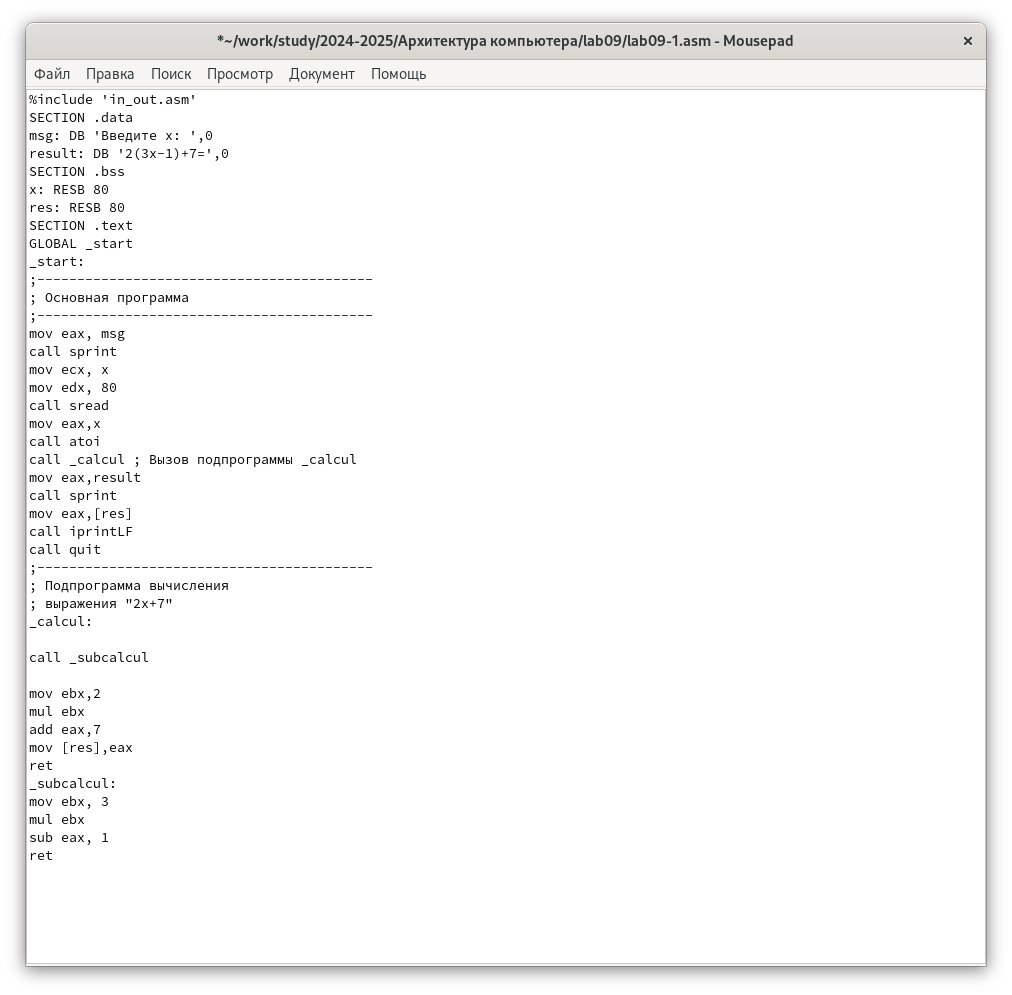 *~/work/study/2024-2025/Архитектура компьютера/lab09/lab09-1.asm - Mousepad
Файл Правка Поиск Просмотр Документ Помощь
%include 'in_out.asm'
SECTION .data
msg: DB 'Введите x: ',0
result: DB '2(3x-1)+7=',0
SECTION .bss
x: RESB 80
res: RESB 80
SECTION .text
GLOBAL _start
_start:
;------------------------------------------
; Основная программа
;------------------------------------------
mov eax, msg
call sprint
mov ecx, x
mov edx, 80
call sread
mov eax,x
call atoi
call _calcul ; Вызов подпрограммы _calcul
mov eax,result
call sprint
mov eax,[res]
call iprintLF
call quit
;------------------------------------------
; Подпрограмма вычисления
; выражения "2x+7"
_calcul:
call _subcalcul
mov ebx,2
mul ebx
add eax,7
mov [res],eax
ret
_subcalcul:
mov ebx, 3
mul ebx
sub eax, 1
ret